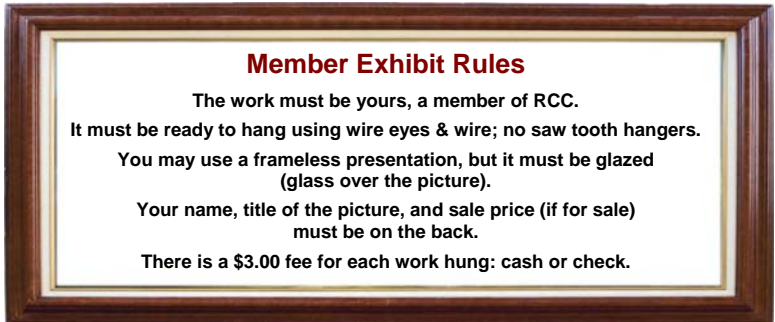 Member Exhibit Rules
The work must be yours, a member of RCC.
It must be ready to hang using wire eyes & wire; no saw tooth hangers.
You may use a frameless presentation, but it must be glazed
(glass over the picture).
Your name, title of the picture, and sale price (if for sale)
must be on the back.
There is a $3.00 fee for each work hung: cash or check.